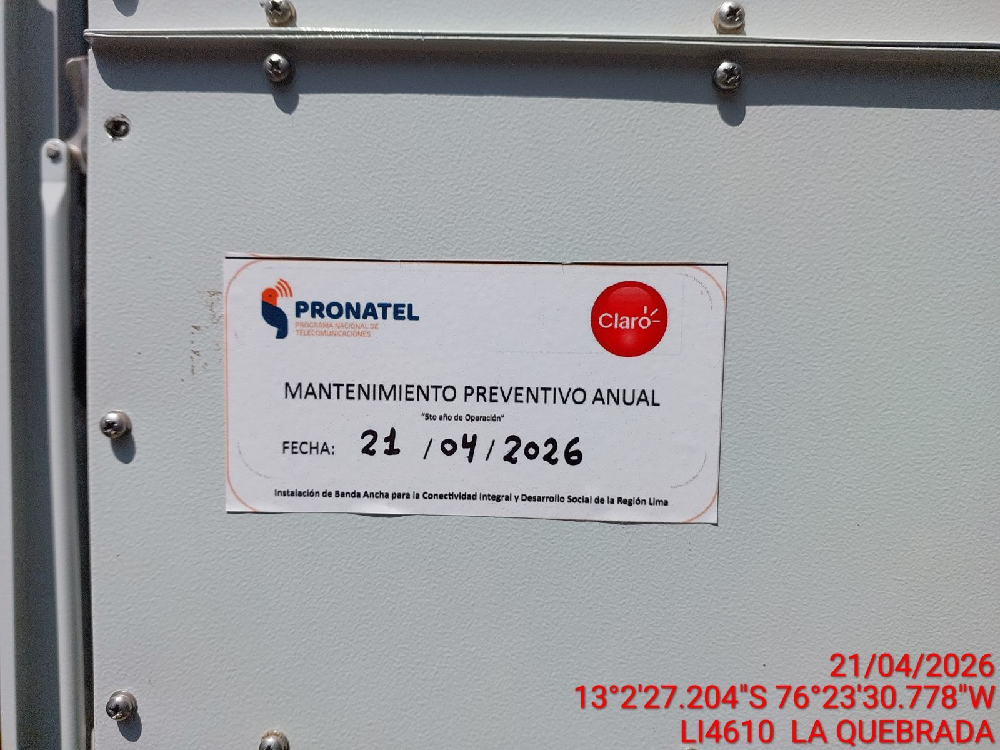 PRONATEL
PROGRAMA NACIONAL DE
TELECOMUNICACIONES
Claro
MANTENIMIENTO PREVENTIVO ANUAL
"5to año de Operación"
FECHA: 21 / 04 / 2026
Instalación de Banda Ancha para la Conectividad Integral y Desarrollo Social de la Región Lima
21/04/2026
13°2'27.204"S 76°23'30.778"W
LI4610 LA QUEBRADA